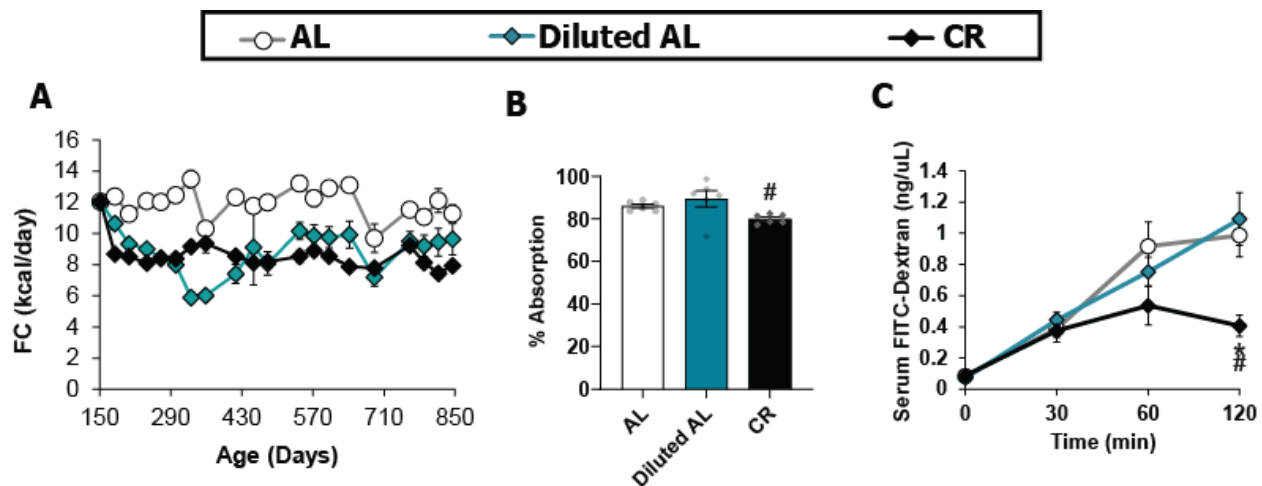 AL Diluted AL CR
A
FC (kcal/day)
16
14
12
10
8
6
4
2
0
150 290 430 570 710 850
Age (Days)
B
% Absorption
100
80
60
40
20
0
#
AL Diluted AL CR
C
Serum FITC-Dextran (ng/uL)
1.4
1.2
1
0.8
0.6
0.4
0.2
0
*
#
0 30 60 120
Time (min)